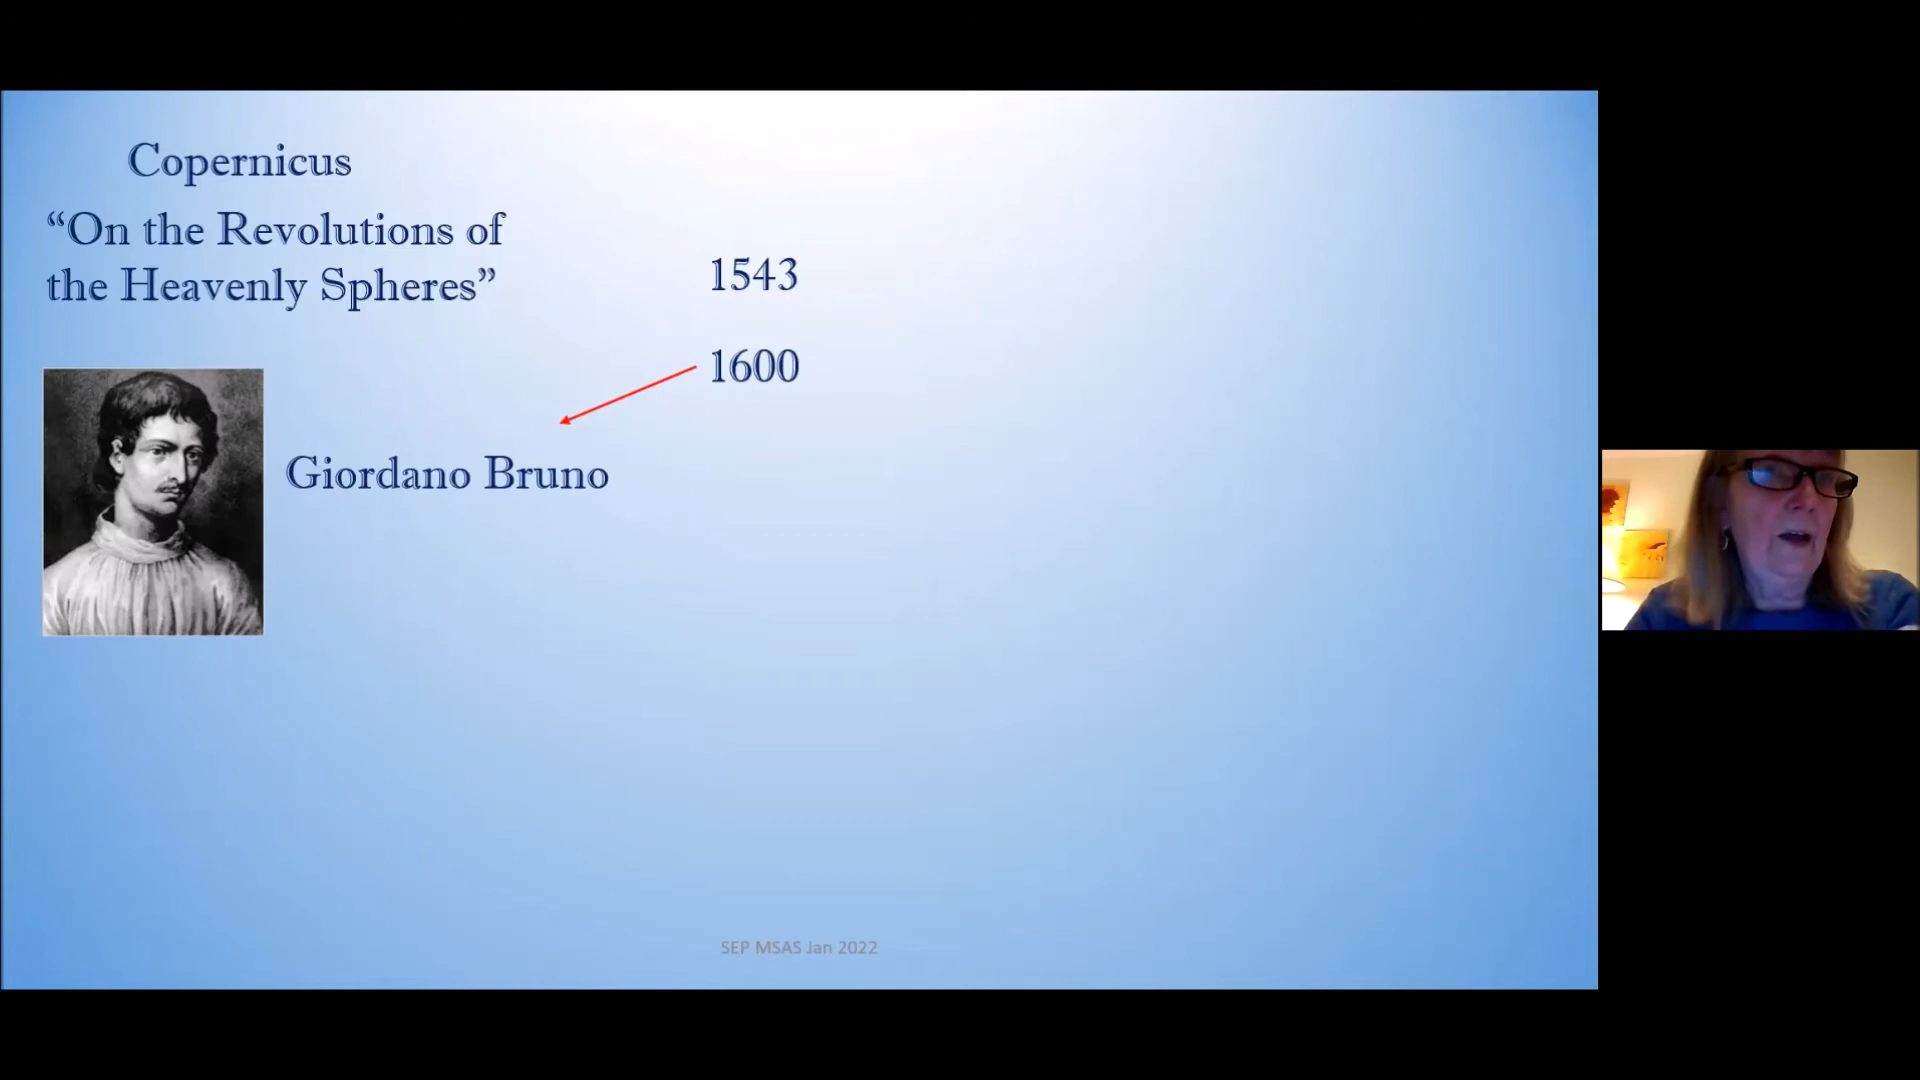 Copernicus
“On the Revolutions of
the Heavenly Spheres”
1543
1600
Giordano Bruno
SEP MSAS Jan 2022